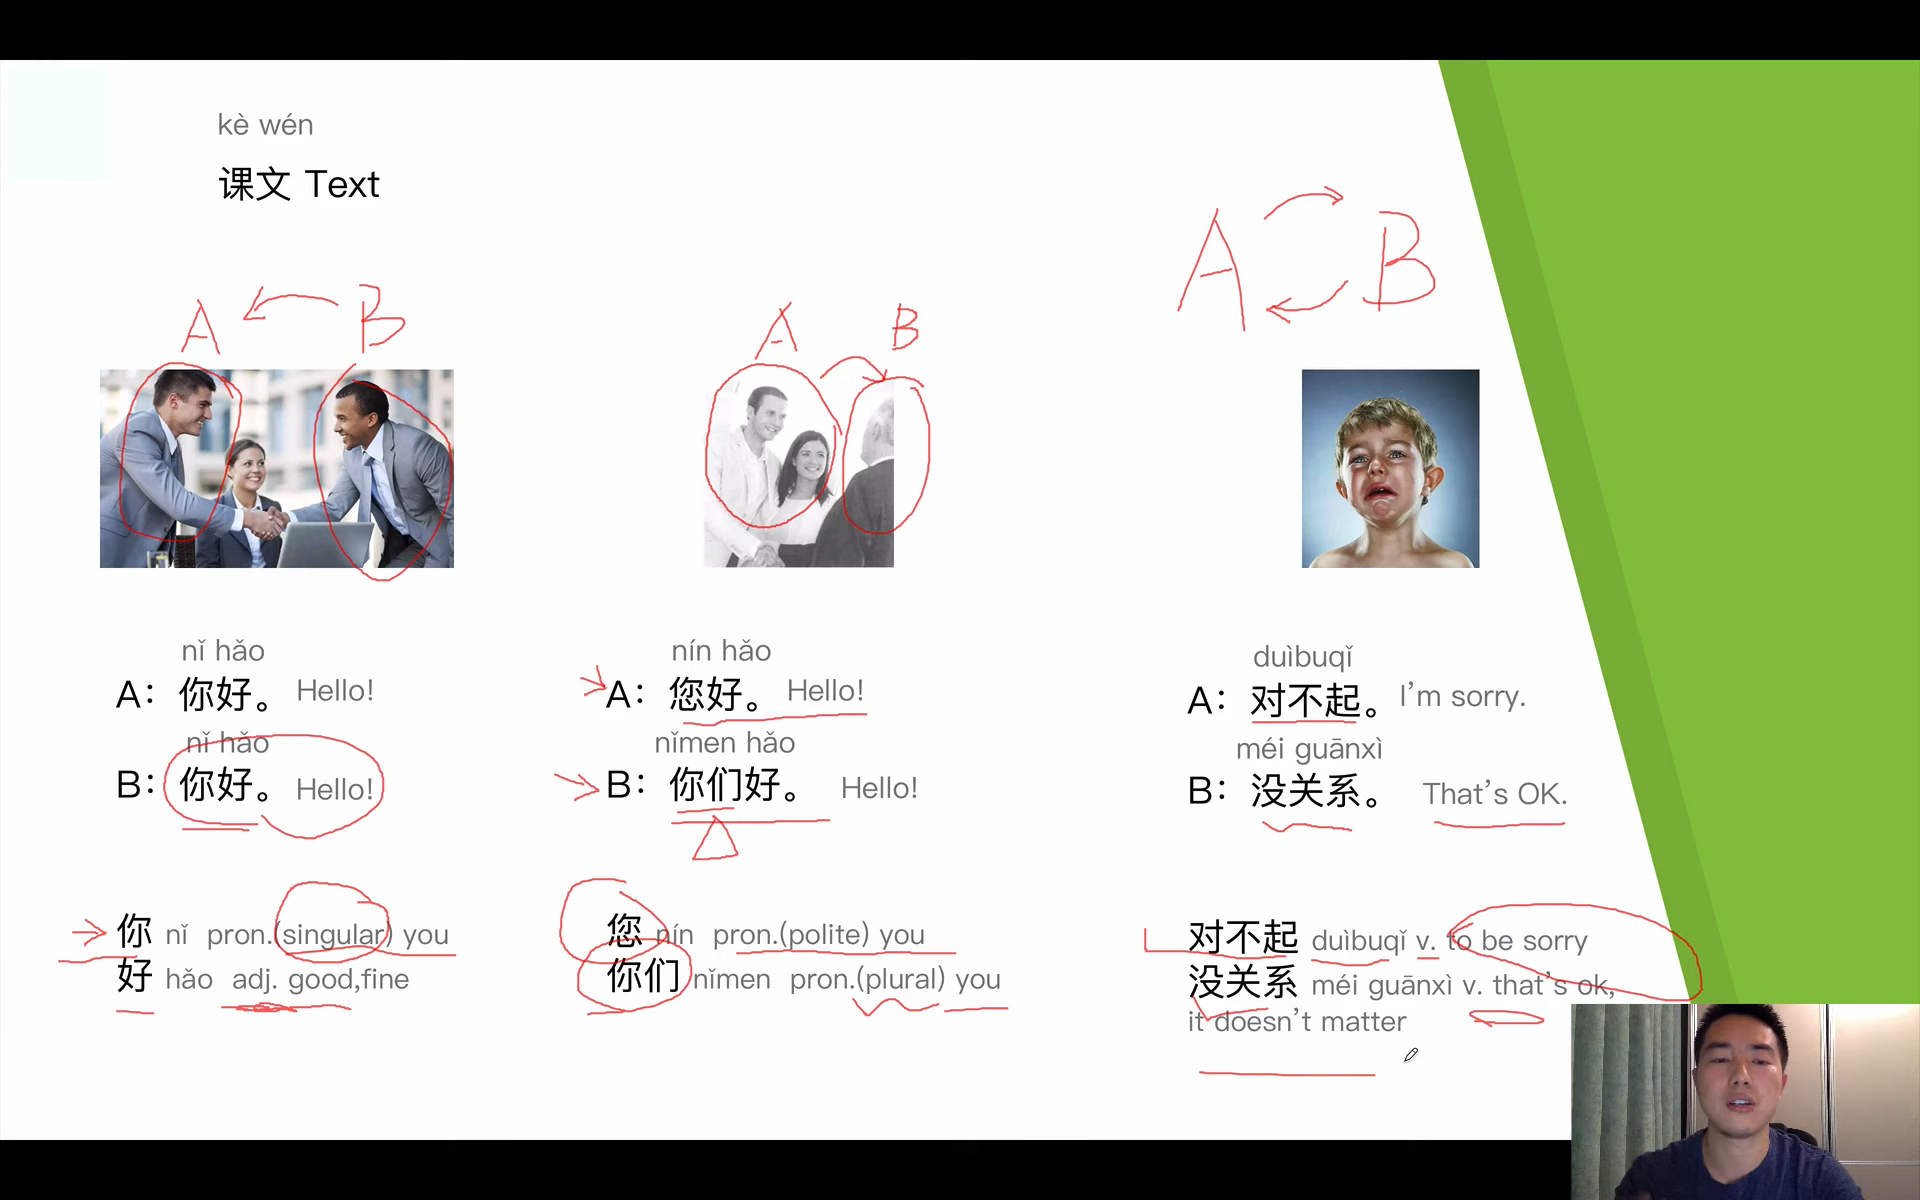 kè wén
课文 Text
A B
nǐ hǎo
A：你好。 Hello!
nǐ hǎo
B：你好。 Hello!
你 nǐ pron.(singular) you
好 hǎo adj. good,fine
A B
nín hǎo
A：您好。 Hello!
nǐmen hǎo
B：你们好。 Hello!
您 nín pron.(polite) you
你们 nǐmen pron.(plural) you
A B
duìbuqǐ
A：对不起。 I'm sorry.
méi guānxì
B：没关系。 That's OK.
对不起 duìbuqǐ v. to be sorry
没关系 méi guānxì v. that's ok,
it doesn't matter